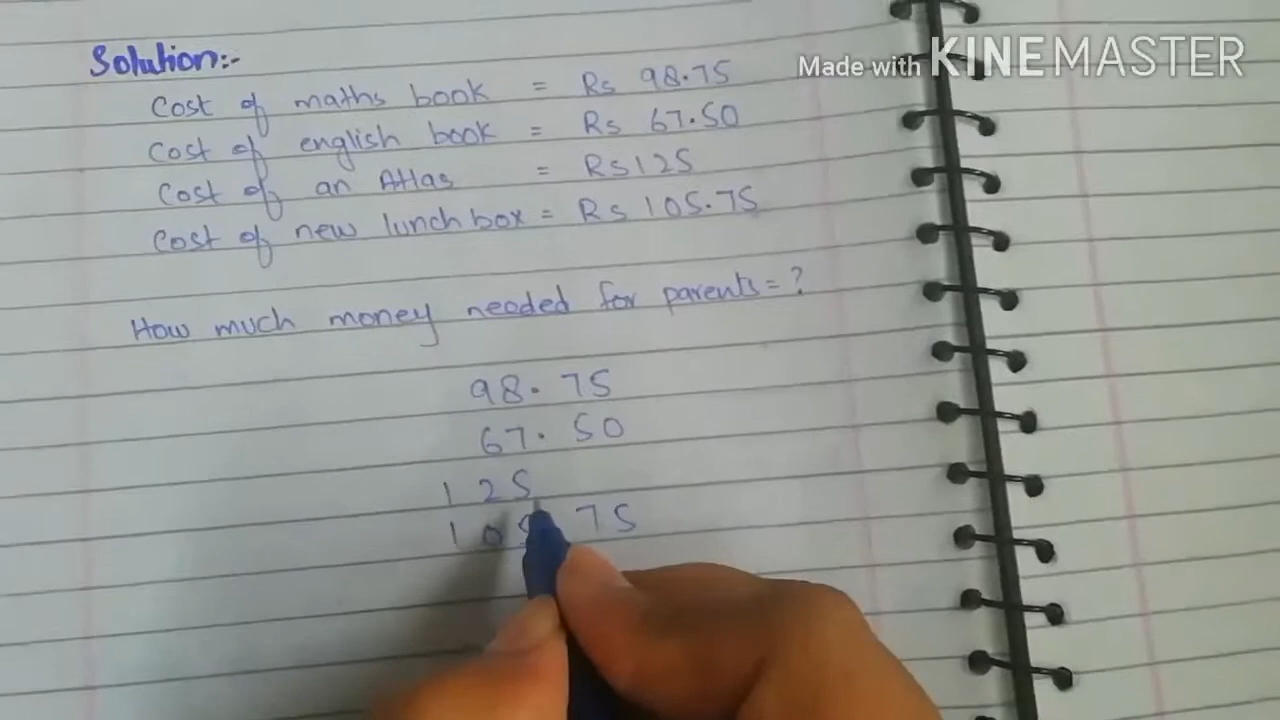 Made with KINEMASTER
Solution:-
Cost of maths book = Rs 98.75
Cost of english book = Rs 67.50
Cost of an Atlas = Rs 125
Cost of new lunch box = Rs 105.75
How much money needed for parents = ?
98.75
67.50
125
105 75